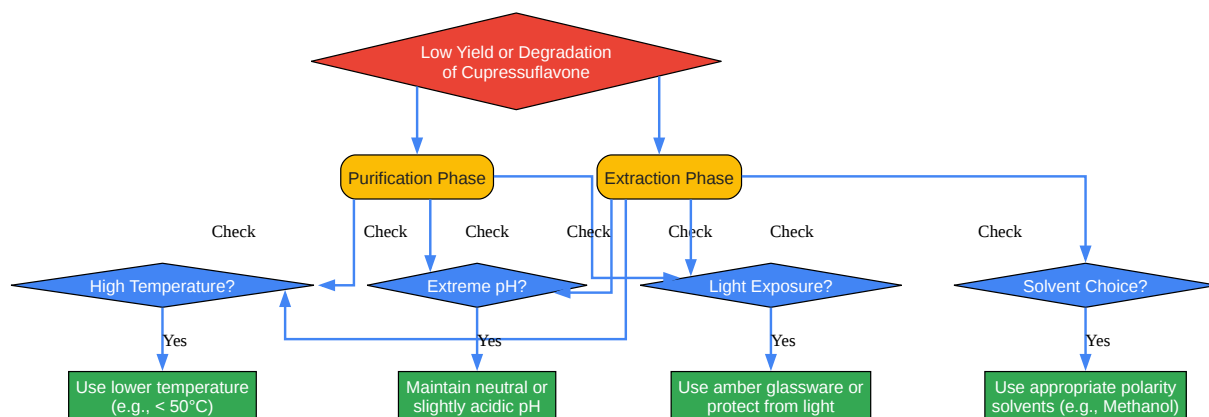 Low Yield or Degradation
of Cupressuflavone
Purification Phase
Extraction Phase
Check
Check
Check
Check
Check
Check
Check
High Temperature?
Extreme pH?
Light Exposure?
Solvent Choice?
Yes
Yes
Yes
Yes
Use lower temperature
(e.g., < 50°C)
Maintain neutral or
slightly acidic pH
Use amber glassware or
protect from light
Use appropriate polarity
solvents (e.g., Methanol)